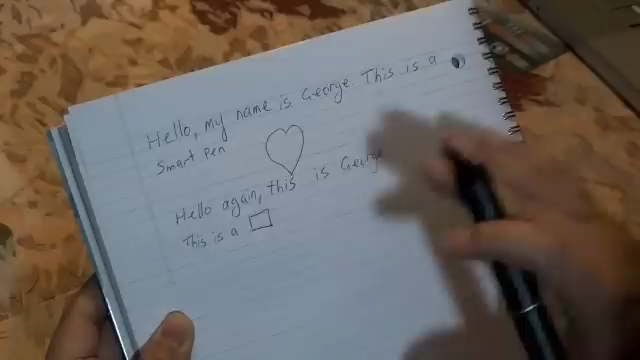 Hello, my name is George. This is a
Smart Pen
Hello again, this is George
This is a